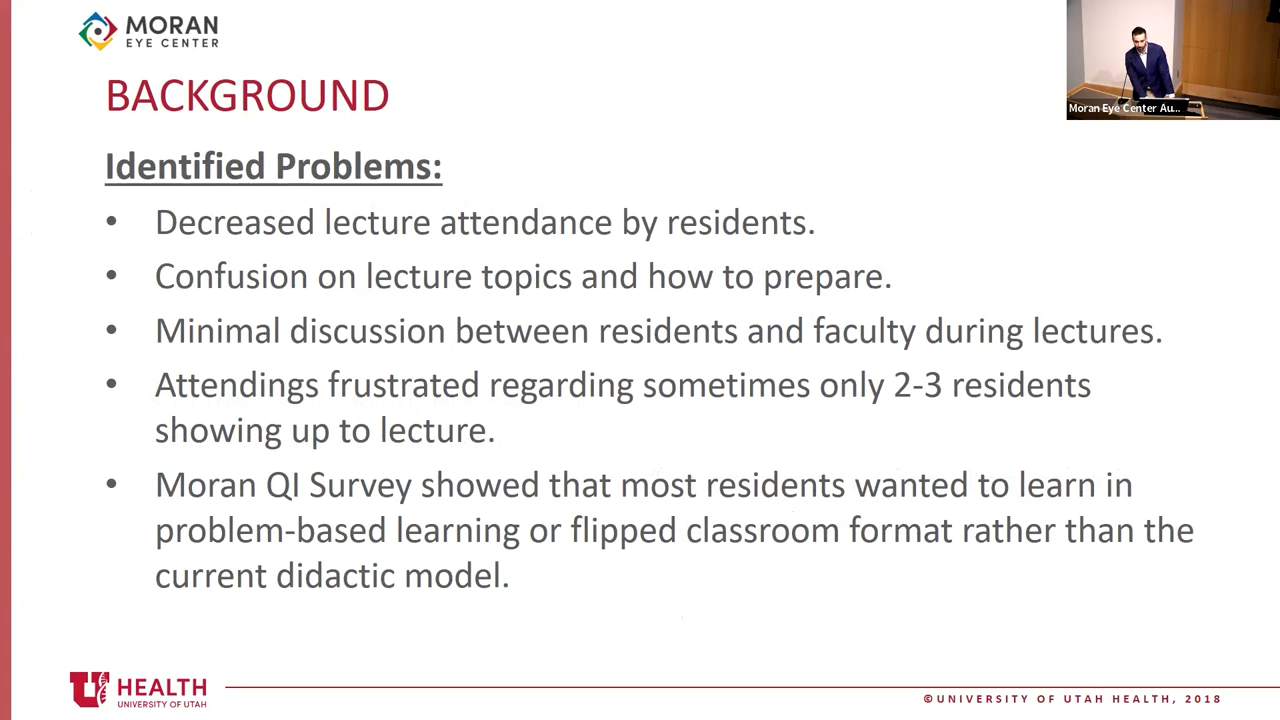 MORAN
EYE CENTER
Moran Eye Center Au...
BACKGROUND
Identified Problems:
• Decreased lecture attendance by residents.
• Confusion on lecture topics and how to prepare.
• Minimal discussion between residents and faculty during lectures.
• Attendings frustrated regarding sometimes only 2-3 residents
showing up to lecture.
• Moran QI Survey showed that most residents wanted to learn in
problem-based learning or flipped classroom format rather than the
current didactic model.
U HEALTH
UNIVERSITY OF UTAH
©UNIVERSITY OF UTAH HEALTH, 2018